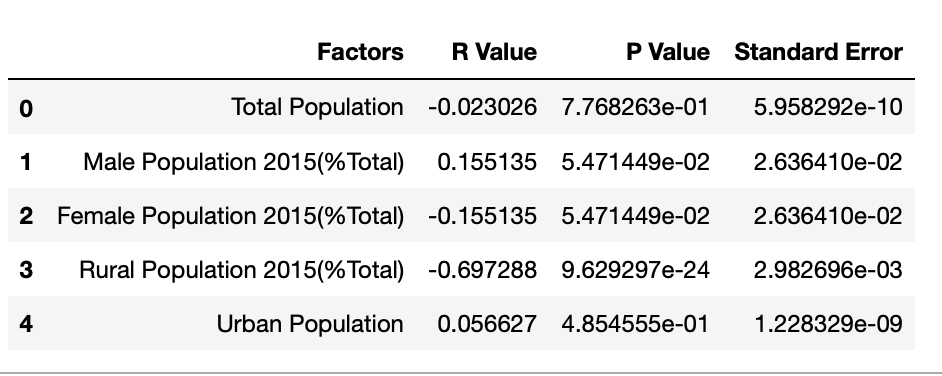 Factors R Value P Value Standard Error
0 Total Population -0.023026 7.768263e-01 5.958292e-10
1 Male Population 2015(%Total) 0.155135 5.471449e-02 2.636410e-02
2 Female Population 2015(%Total) -0.155135 5.471449e-02 2.636410e-02
3 Rural Population 2015(%Total) -0.697288 9.629297e-24 2.982696e-03
4 Urban Population 0.056627 4.854555e-01 1.228329e-09